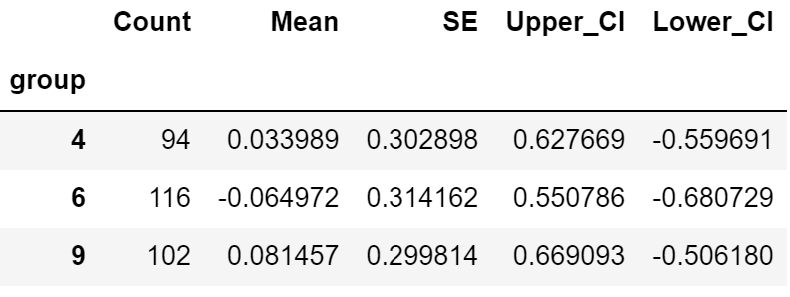 Count Mean SE Upper_CI Lower_CI
group
4 94 0.033989 0.302898 0.627669 -0.559691
6 116 -0.064972 0.314162 0.550786 -0.680729
9 102 0.081457 0.299814 0.669093 -0.506180